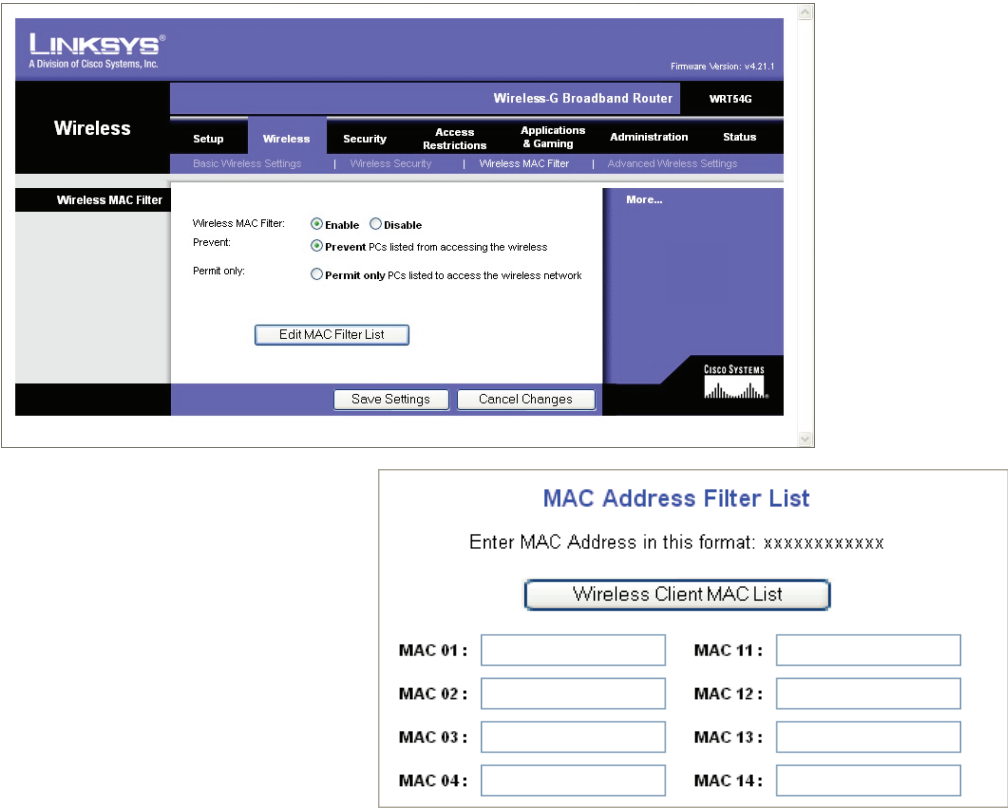 LINKSYS®
A Division of Cisco Systems, Inc.
Firmware Version: v4.21.1
Wireless-G Broadband Router WRT54G
Wireless
Setup Wireless Security Access Restrictions Applications & Gaming Administration Status
Basic Wireless Settings | Wireless Security | Wireless MAC Filter | Advanced Wireless Settings
Wireless MAC Filter
More...
Wireless MAC Filter: Enable Disable
Prevent: Prevent PCs listed from accessing the wireless
Permit only: Permit only PCs listed to access the wireless network
Edit MAC Filter List
CISCO SYSTEMS
Save Settings Cancel Changes
MAC Address Filter List
Enter MAC Address in this format: xxxxxxxxxxxx
Wireless Client MAC List
MAC 01 : MAC 11 :
MAC 02 : MAC 12 :
MAC 03 : MAC 13 :
MAC 04 : MAC 14 :